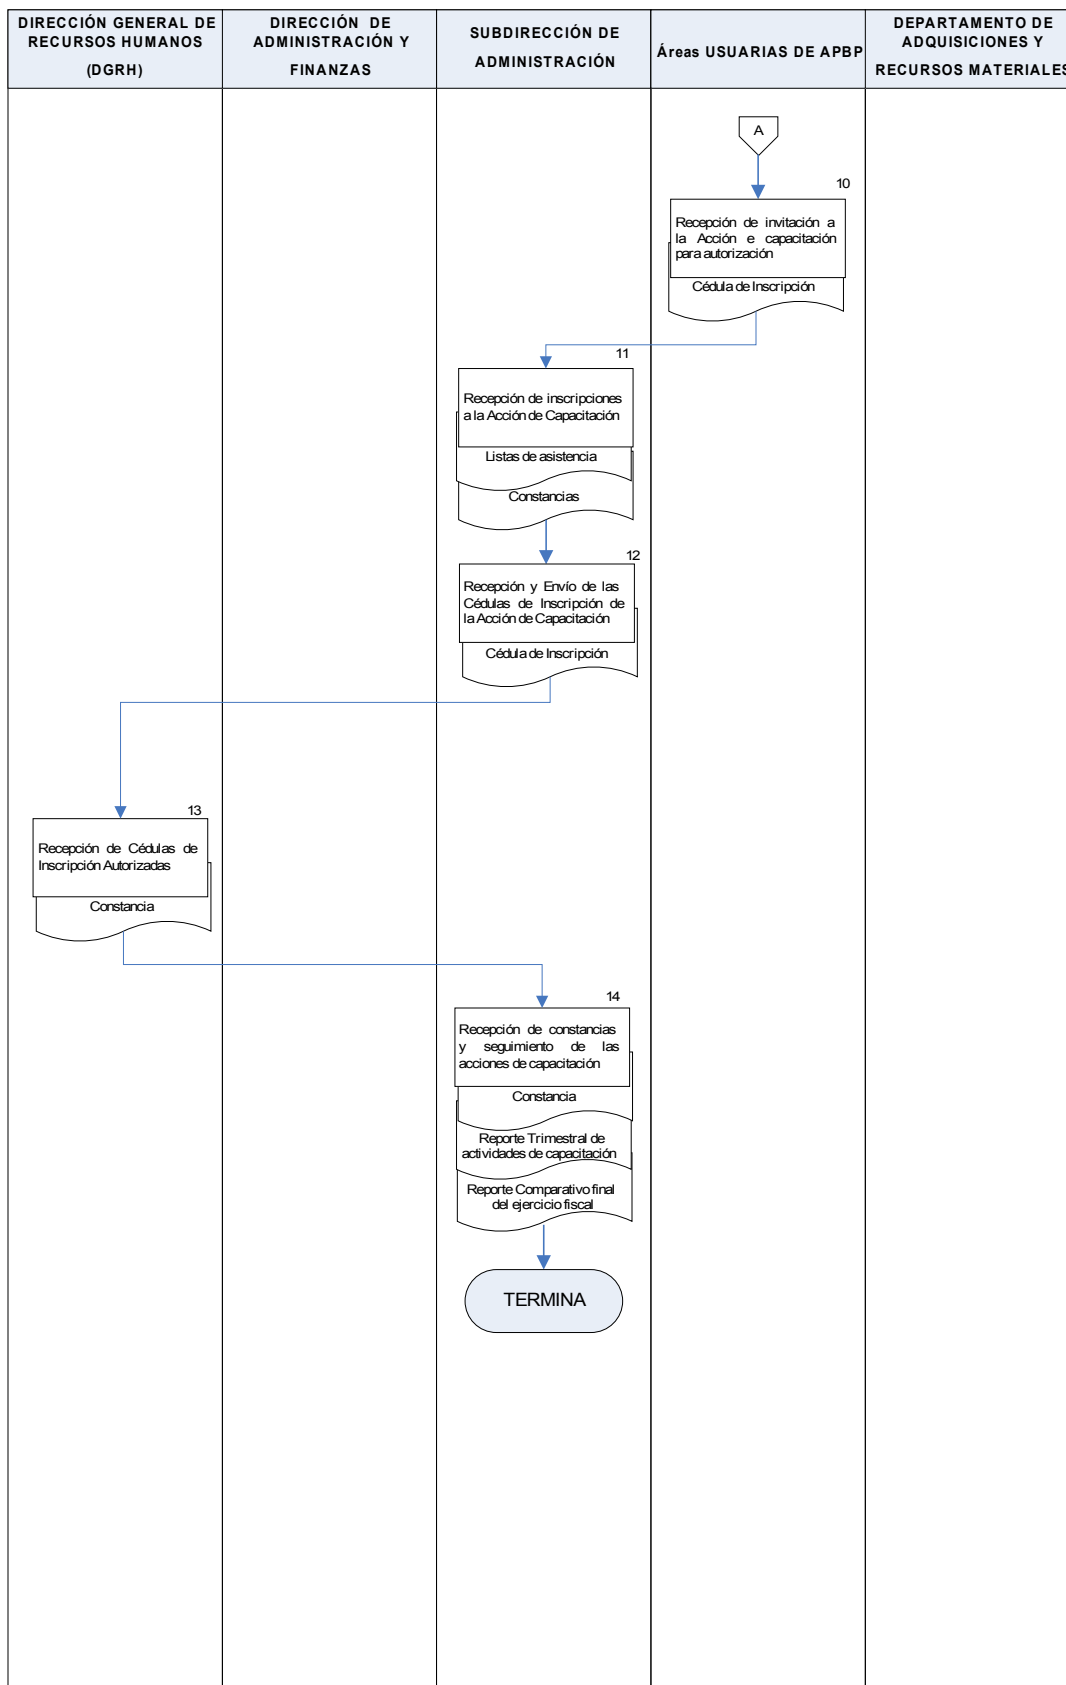 DIRECCIÓN GENERAL DE
RECURSOS HUMANOS
(DGRH)
DIRECCIÓN DE
ADMINISTRACIÓN Y
FINANZAS
SUBDIRECCIÓN DE
ADMINISTRACIÓN
Áreas USUARIAS DE APBP
DEPARTAMENTO DE
ADQUISICIONES Y
RECURSOS MATERIALES
A
10
Recepción de invitación a
la Acción e capacitación
para autorización
Cédula de Inscripción
11
Recepción de inscripciones
a la Acción de Capacitación
Listas de asistencia
Constancias
12
Recepción y Envío de las
Cédulas de Inscripción de
la Acción de Capacitación
Cédula de Inscripción
13
Recepción de Cédulas de
Inscripción Autorizadas
Constancia
14
Recepción de constancias
y seguimiento de las
acciones de capacitación
Constancia
Reporte Trimestral de
actividades de capacitación
Reporte Comparativo final
del ejercicio fiscal
TERMINA